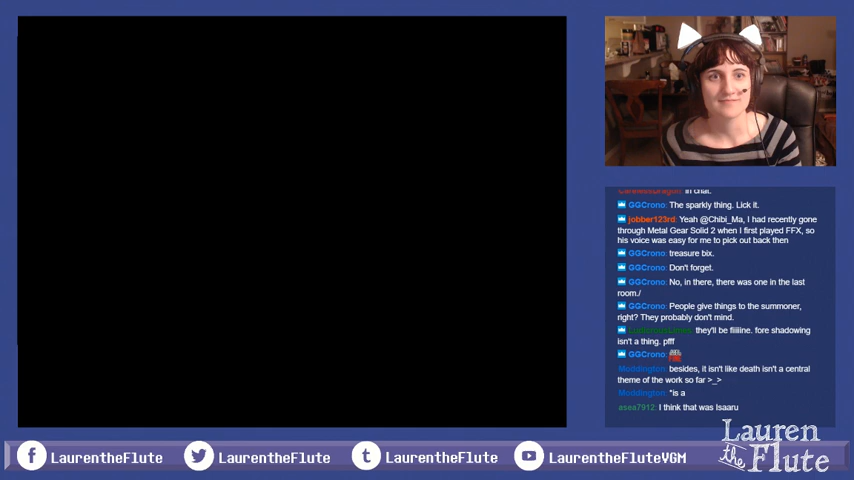 in chat.
GGCrono: The sparkly thing. Lick it.
jobber123rd: Yeah @Chibi_Ma, I had recently gone
through Metal Gear Solid 2 when I first played FFX, so
his voice was easy for me to pick out back then
GGCrono: treasure bix.
GGCrono: Don't forget.
GGCrono: No, in there, there was one in the last
room./
GGCrono: People give things to the summoner,
right? They probably don't mind.
they'll be fiiiine. fore shadowing
isn't a thing. pfff
GGCrono:
Moddington: besides, it isn't like death isn't a central
theme of the work so far >_>
Moddington: *is a
asea7912: I think that was Isaaru
Lauren
the Flute
LaurentheFlute
LaurentheFlute
LaurentheFlute
LaurentheFluteVGM